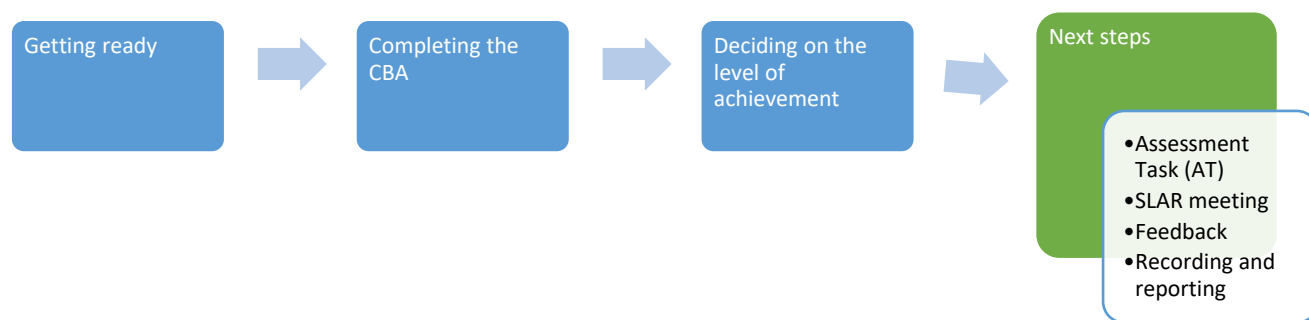 Getting ready
Completing the
CBA
Deciding on the
level of
achievement
Next steps
•Assessment
Task (AT)
•SLAR meeting
•Feedback
•Recording and
reporting